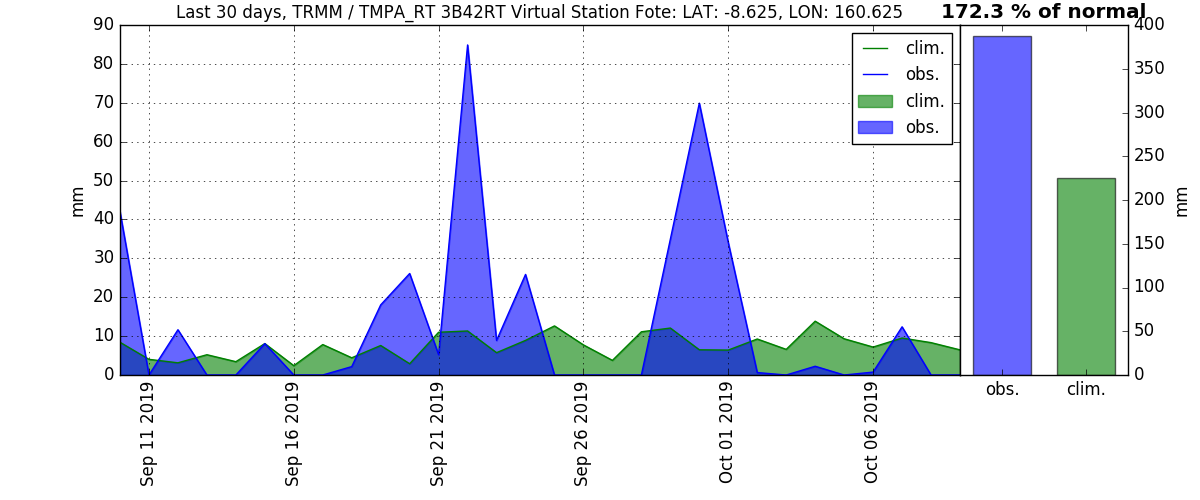 Last 30 days, TRMM / TMPA_RT 3B42RT Virtual Station Fote: LAT: -8.625, LON: 160.625
172.3 % of normal
90
80
70
60
50
40
30
20
10
0
mm
clim.
obs.
clim.
obs.
Sep 11 2019
Sep 16 2019
Sep 21 2019
Sep 26 2019
Oct 01 2019
Oct 06 2019
400
350
300
250
200
150
100
50
0
mm
obs.
clim.